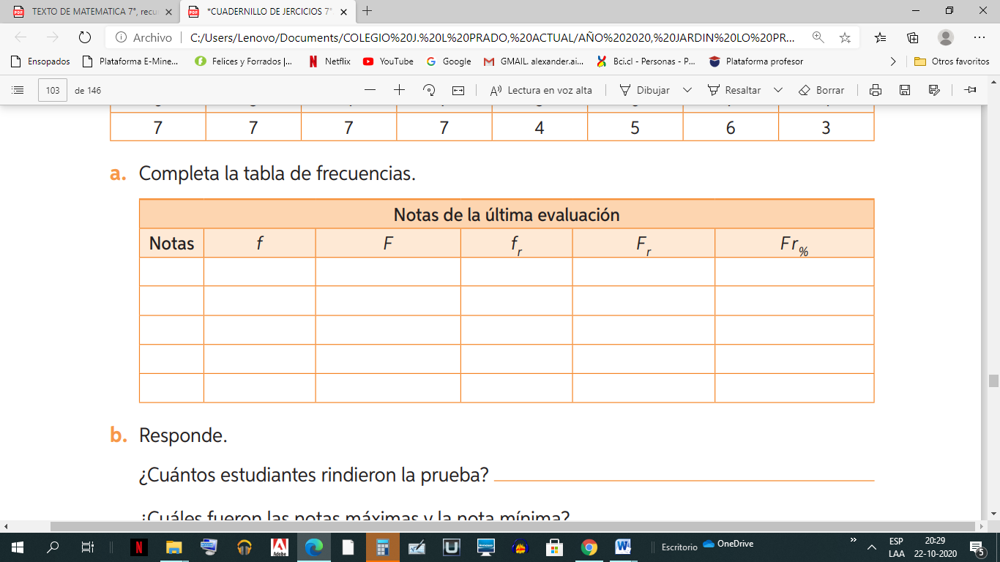 TEXTO DE MATEMATICA 7°, recu
*CUADERNILLO DE JERCICIOS 7°
Archivo
C:/Users/Lenovo/Documents/COLEGIO%20J.%20L%20PRADO,%20ACTUAL/AÑO%202020,%20JARDIN%20LO%20PR...
Ensopados
Plataforma E-Mine...
Felices y Forrados |...
Netflix
YouTube
Google
GMAIL. alexander.ai...
Bci.cl - Personas - P...
Plataforma profesor
Otros favoritos
103 de 146
Lectura en voz alta
Dibujar
Resaltar
Borrar
7 7 7 7 4 5 6 3
a. Completa la tabla de frecuencias.
Notas de la última evaluación
Notas f F fr Fr Fr%
b. Responde.
¿Cuántos estudiantes rindieron la prueba?
¿Cuáles fueron las notas máximas y la nota mínima?
Adobe
Escritorio
OneDrive
ESP
LAA
20:29
22-10-2020
5